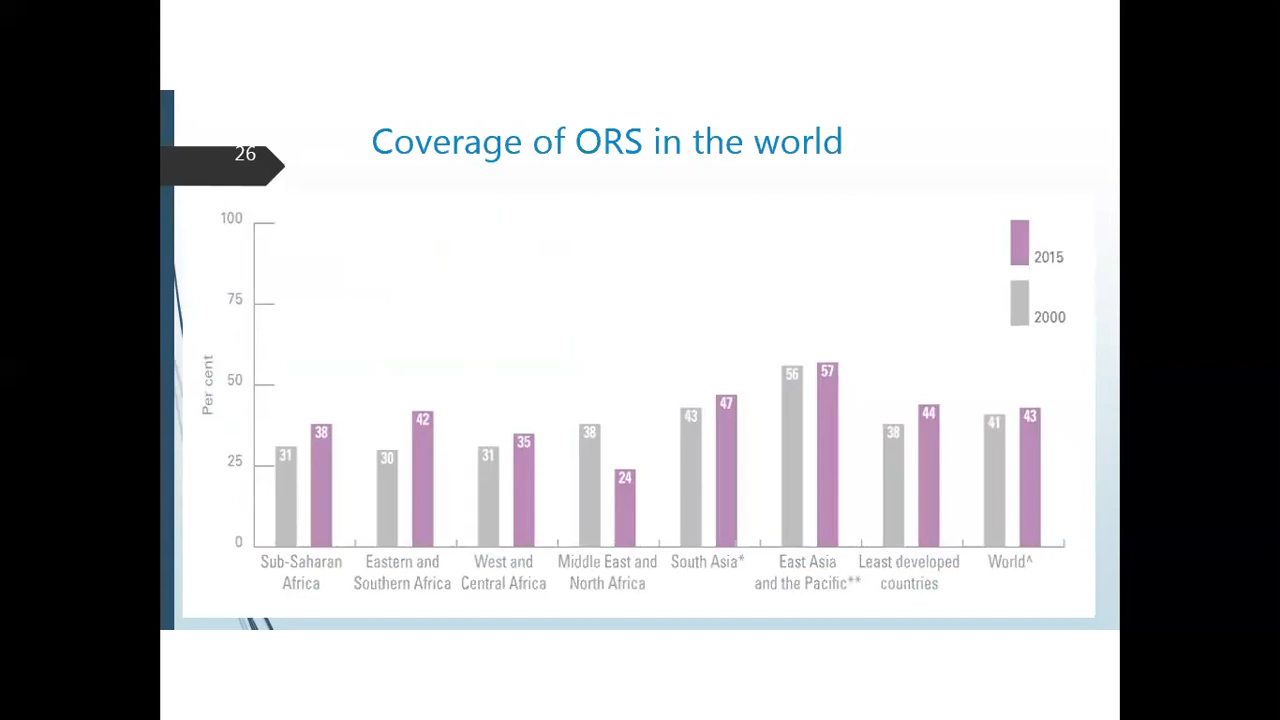 26
Coverage of ORS in the world
100
75
50
25
0
Per cent
2015
2000
31
38
30
42
31
35
38
24
43
47
56
57
38
44
41
43
Sub-Saharan
Africa
Eastern and
Southern Africa
West and
Central Africa
Middle East and
North Africa
South Asia*
East Asia
and the Pacific**
Least developed
countries
World^